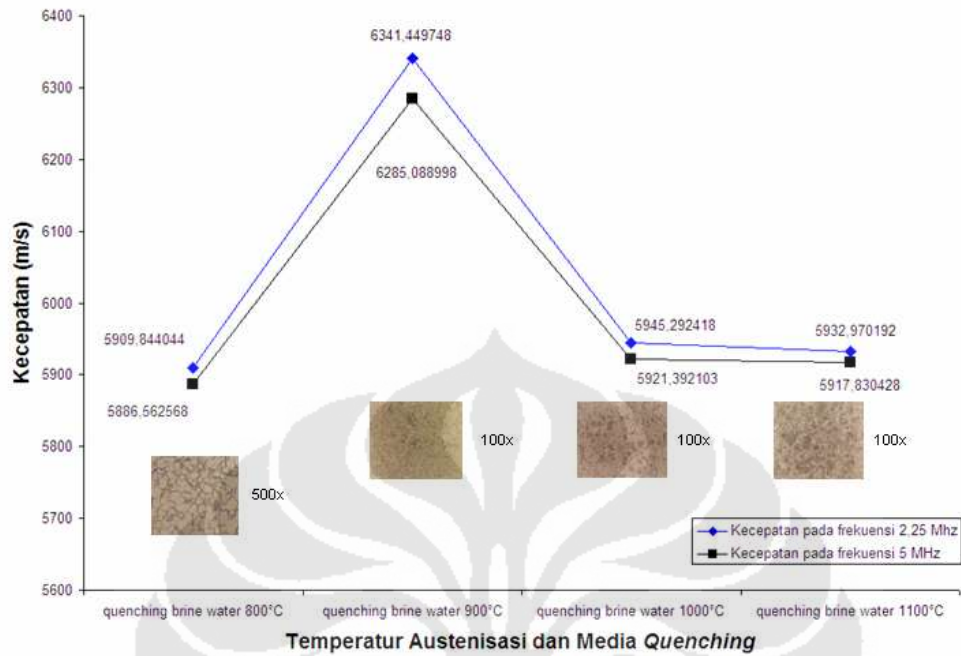 6400
6300
6200
6100
6000
5900
5800
5700
5600
Kecepatan (m/s)
6341,449748
6285,088998
5909,844044
5886,562568
5945,292418
5921,392103
5932,970192
5917,830428
500x
100x
100x
100x
Kecepatan pada frekuensi 2,25 Mhz
Kecepatan pada frekuensi 5 MHz
quenching brine water 800°C
quenching brine water 900°C
quenching brine water 1000°C
quenching brine water 1100°C
Temperatur Austenisasi dan Media Quenching